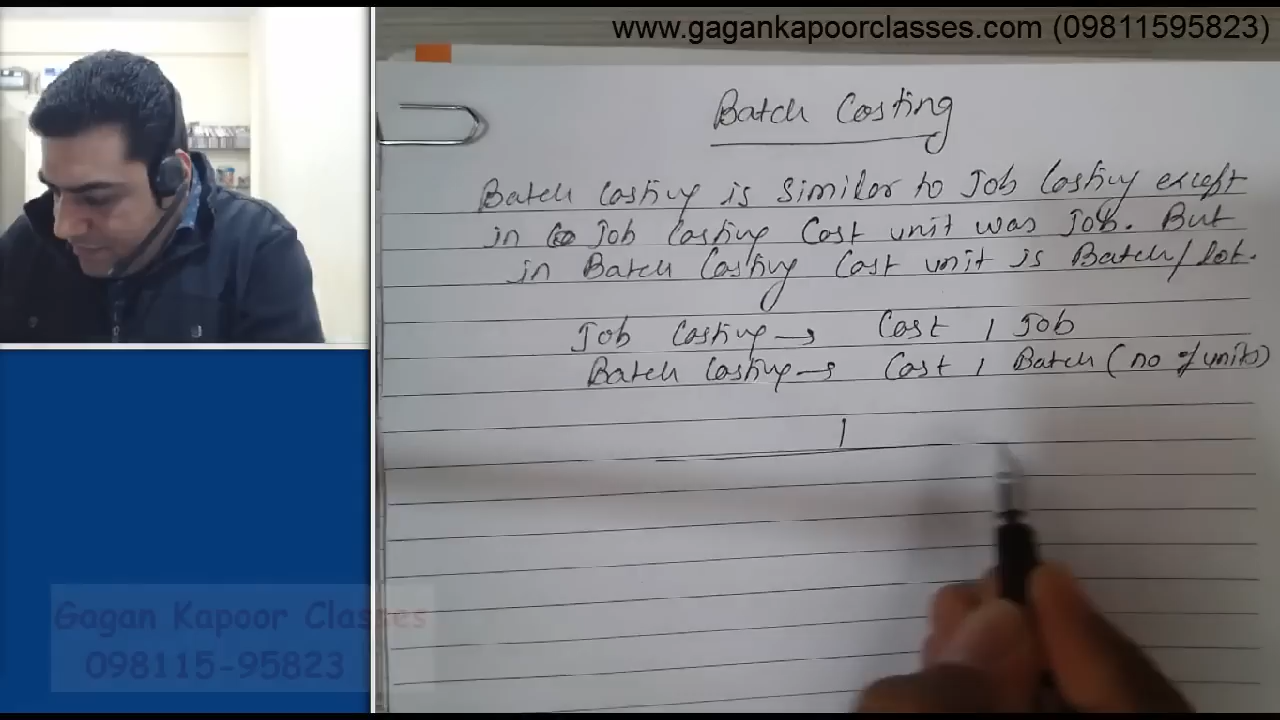 www.gagankapoorclasses.com (09811595823)
Batch Costing
Batch Costing is similar to Job Costing except
in Job Costing Cost unit was Job. But
in Batch Costing Cost unit is Batch/lot.
Job Costing → Cost / Job
Batch Costing → Cost / Batch (no of units)
Gagan Kapoor Classes
098115-95823